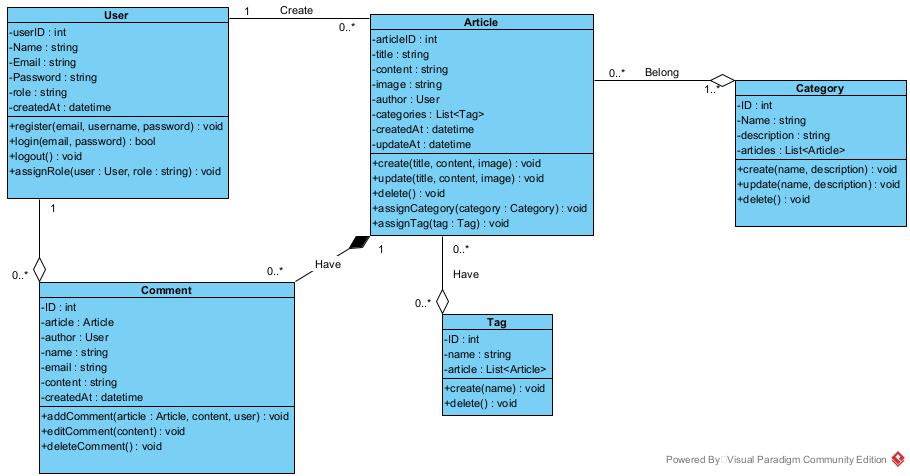 User
-userID : int
-Name : string
-Email : string
-Password : string
-role : string
-createdAt : datetime
+register(email, username, password) : void
+login(email, password) : bool
+logout() : void
+assignRole(user : User, role : string) : void
1
Create
0..*
Article
-articleID : int
-title : string
-content : string
-image : string
-author : User
-categories : List<Tag>
-createdAt : datetime
-updateAt : datetime
+create(title, content, image) : void
+update(title, content, image) : void
+delete() : void
+assignCategory(category : Category) : void
+assignTag(tag : Tag) : void
0..*
Belong
1..*
Category
-ID : int
-Name : string
-description : string
-articles : List<Article>
+create(name, description) : void
+update(name, description) : void
+delete() : void
1
0..*
0..*
Have
1
Comment
-ID : int
-article : Article
-author : User
-name : string
-email : string
-content : string
-createdAt : datetime
+addComment(article : Article, content, user) : void
+editComment(content) : void
+deleteComment() : void
0..*
Have
0..*
Tag
-ID : int
-name : string
-article : List<Article>
+create(name) : void
+delete() : void
Powered By Visual Paradigm Community Edition